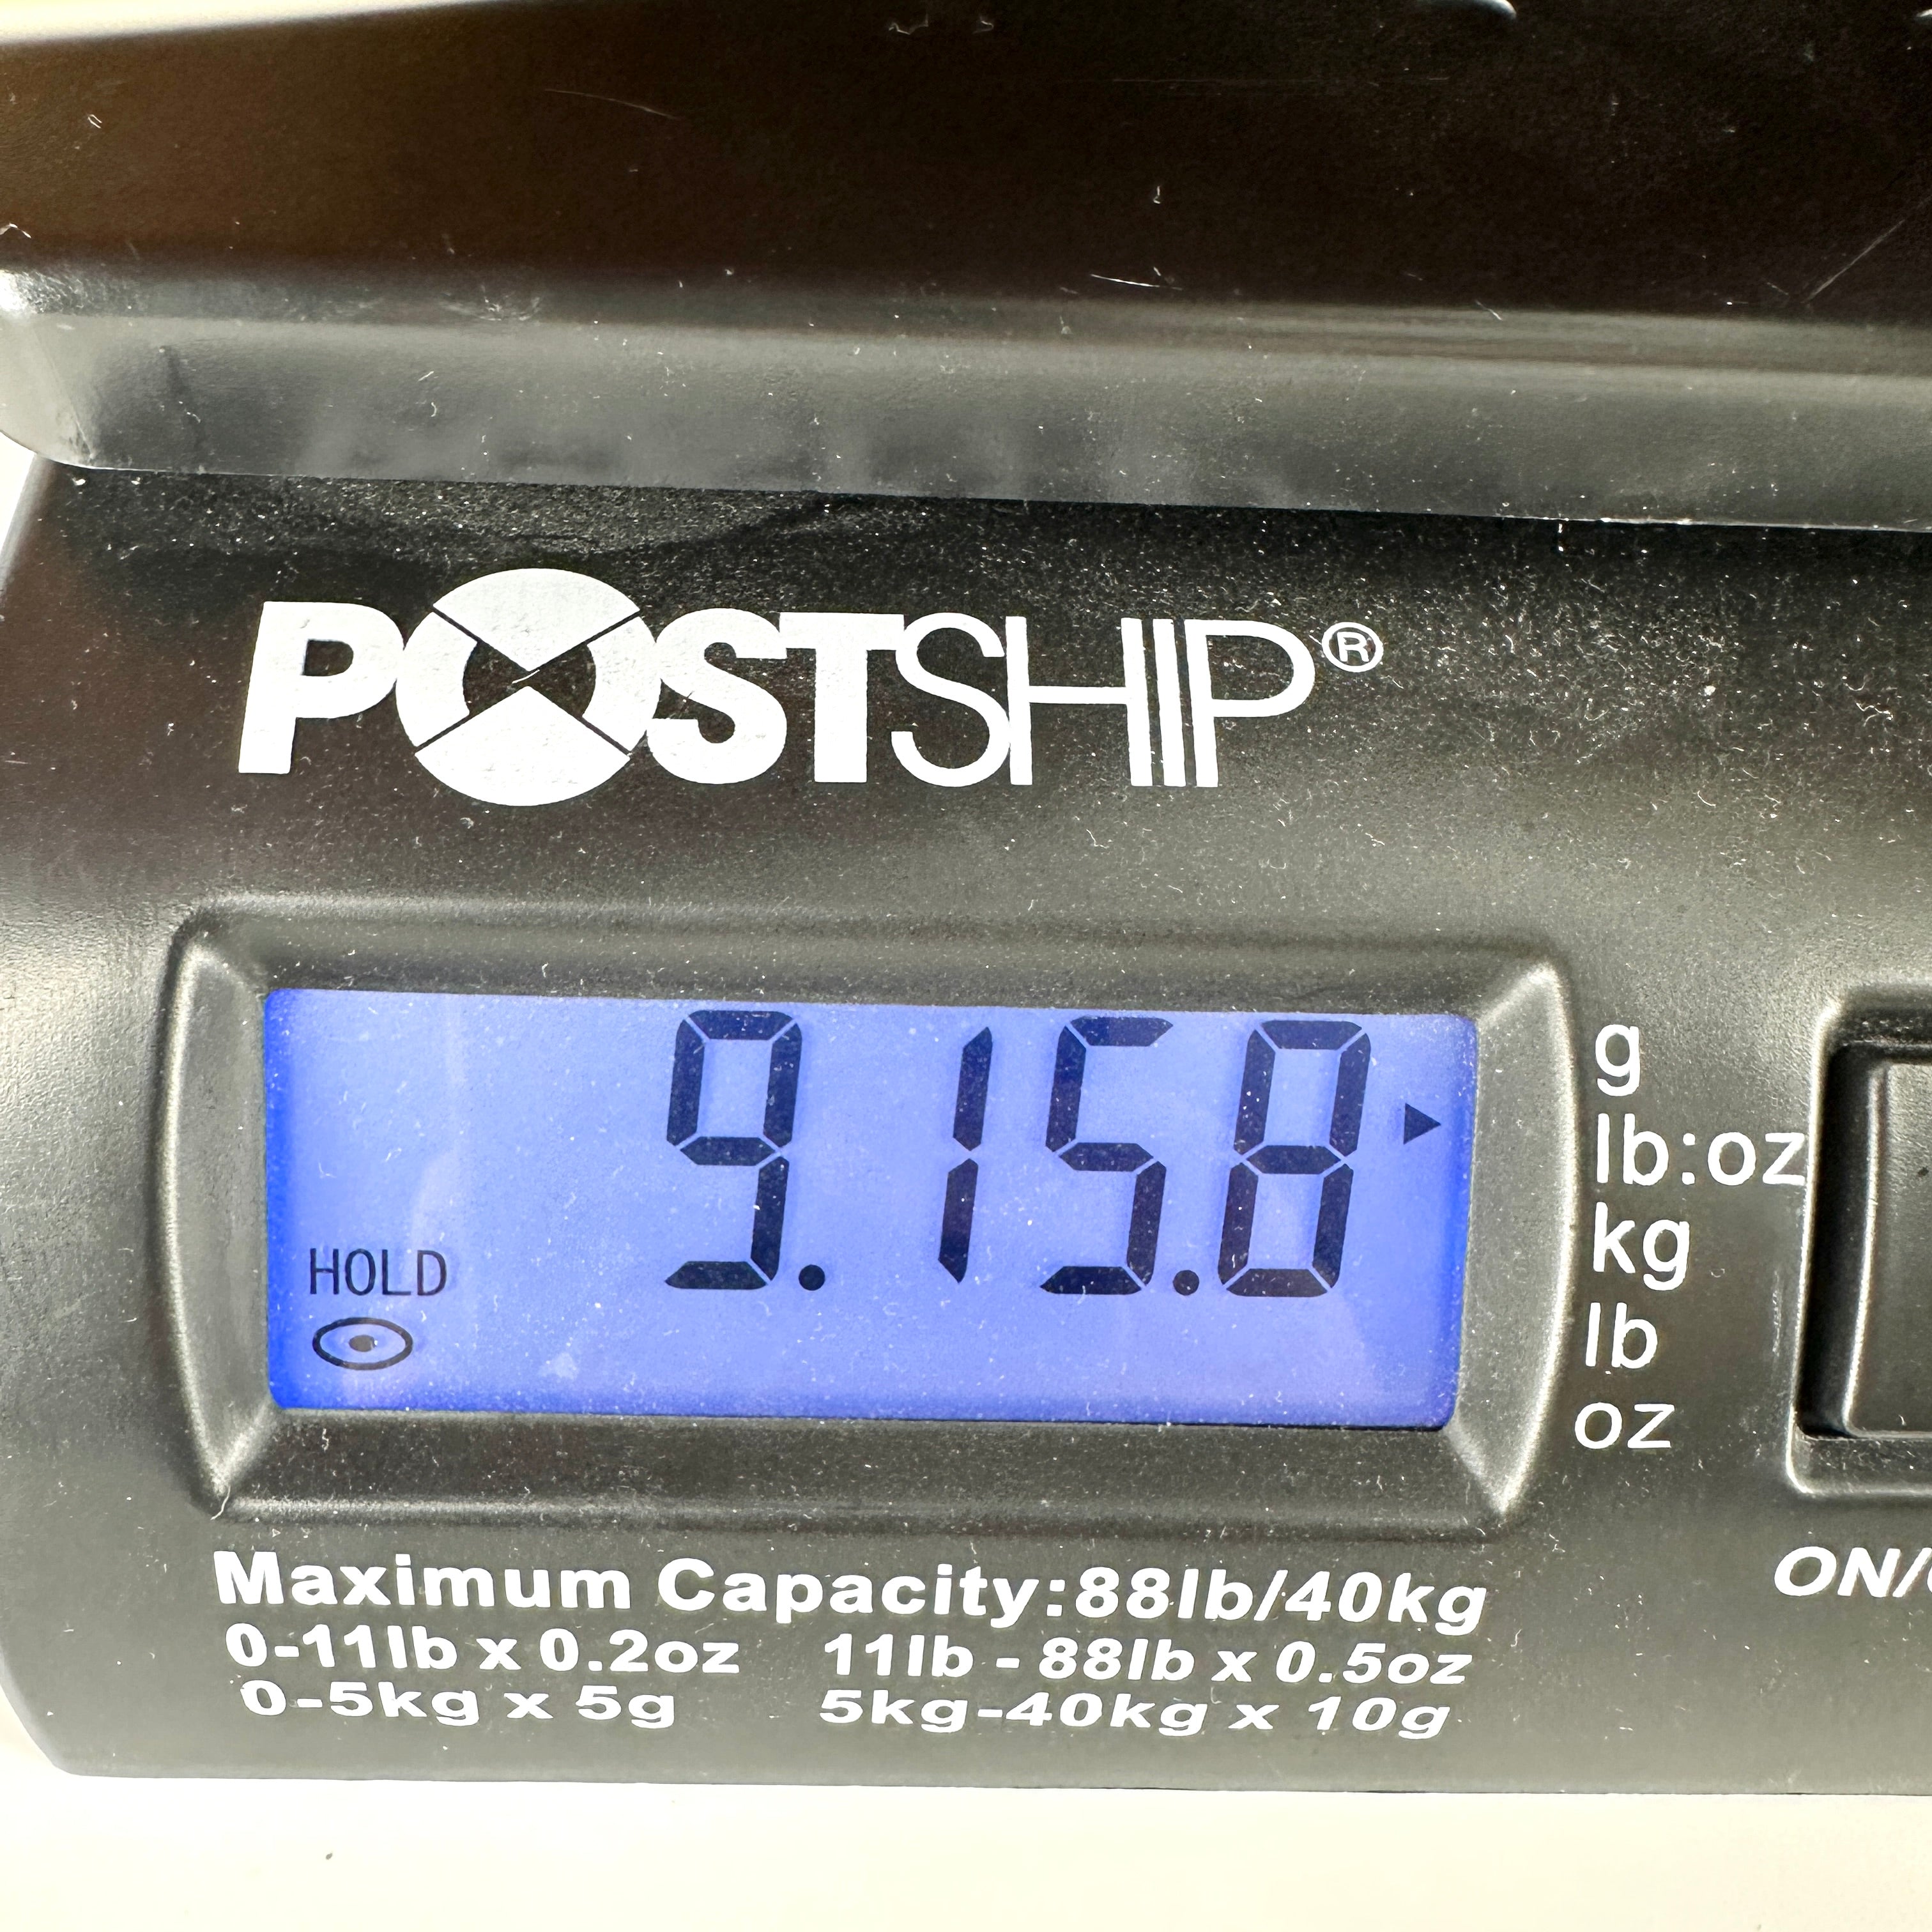 POSTSHIP®
9.15.8
HOLD
g
lb:oz
kg
lb
oz
Maximum Capacity:88lb/40kg
0-11lb x 0.2oz 11lb - 88lb x 0.5oz
0-5kg x 5g 5kg-40kg x 10g
ON/